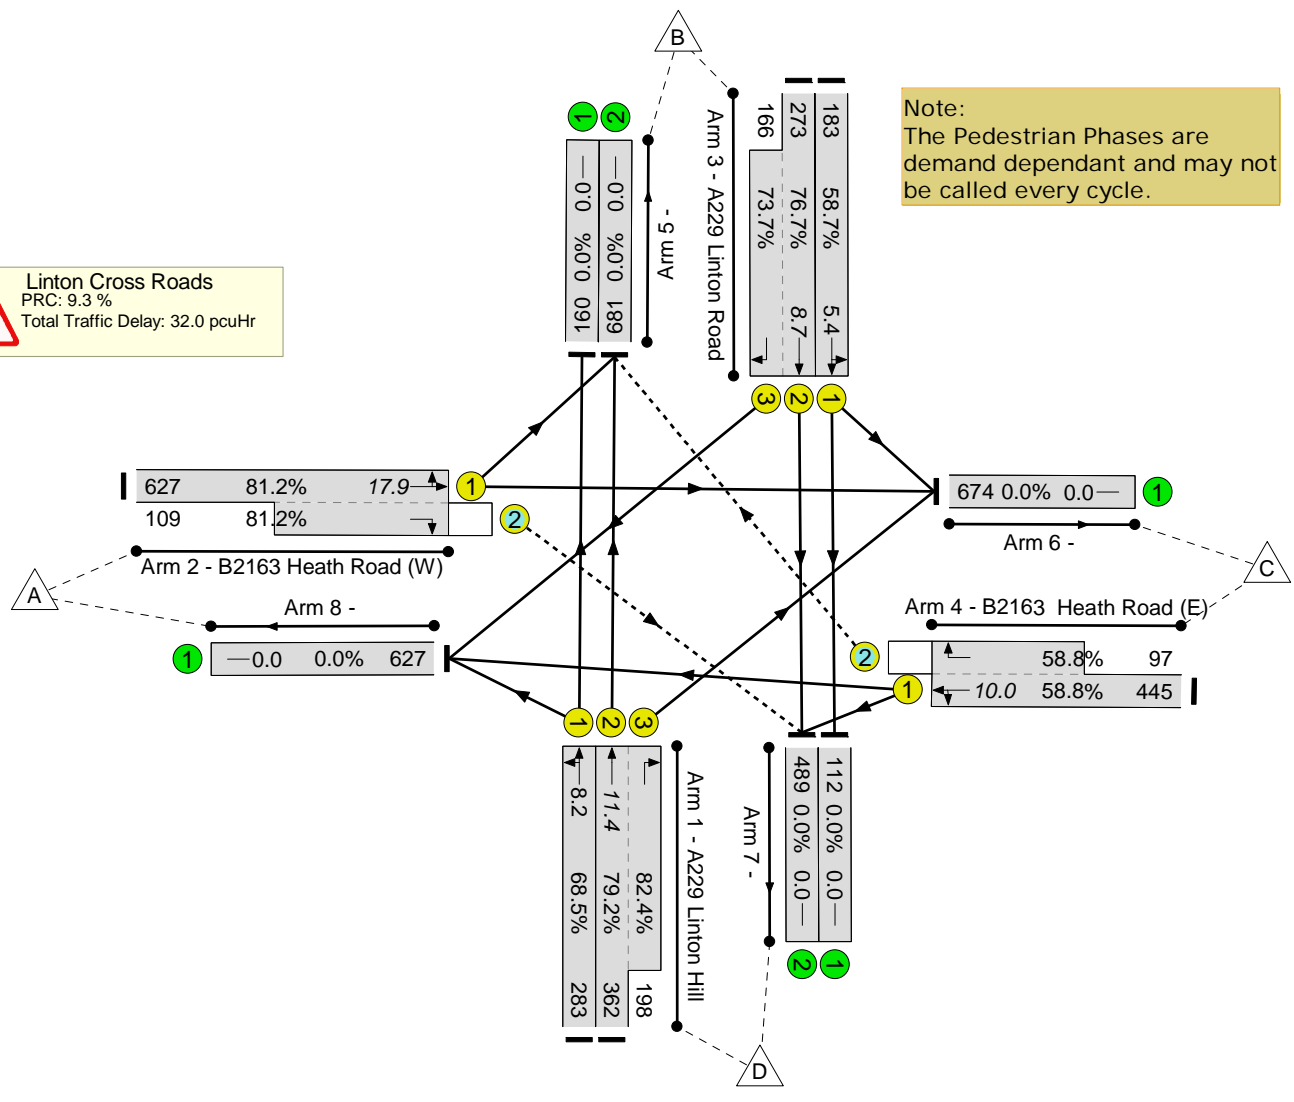 B
Note:
The Pedestrian Phases are
demand dependant and may not
be called every cycle.
Linton Cross Roads
PRC: 9.3 %
Total Traffic Delay: 32.0 pcuHr
1
2
0.0 0.0% 160
0.0 0.0% 681
Arm 5 -
Arm 3 - A229 Linton Road
166 73.7%
273 76.7% 8.7
183 58.7% 5.4
3
2
1
627 81.2% 17.9
1
109 81.2%
2
Arm 2 - B2163 Heath Road (W)
A
Arm 8 -
1
0.0 0.0% 627
674 0.0% 0.0
1
Arm 6 -
C
Arm 4 - B2163 Heath Road (E)
2
58.8% 97
1
10.0 58.8% 445
1
2
3
8.2 68.5% 283
11.4 79.2% 362
82.4% 198
Arm 1 - A229 Linton Hill
Arm 7 -
489 0.0% 0.0
112 0.0% 0.0
2
1
D